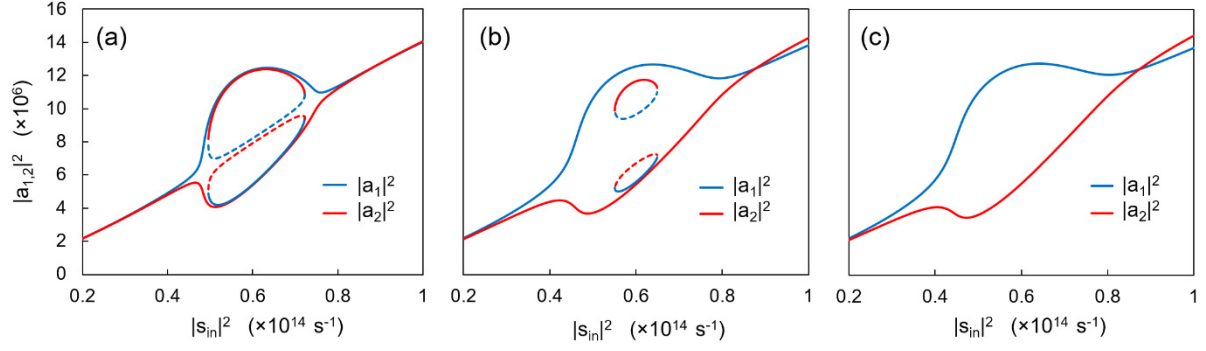 (a)
(b)
(c)
16
14
12
10
8
6
4
2
0
|a₁,₂|² (×10⁶)
|a₁|²
|a₂|²
|a₁|²
|a₂|²
|a₁|²
|a₂|²
0.2 0.4 0.6 0.8 1
0.2 0.4 0.6 0.8 1
0.2 0.4 0.6 0.8 1
|sᵢₙ|² (×10¹⁴ s⁻¹)
|sᵢₙ|² (×10¹⁴ s⁻¹)
|sᵢₙ|² (×10¹⁴ s⁻¹)